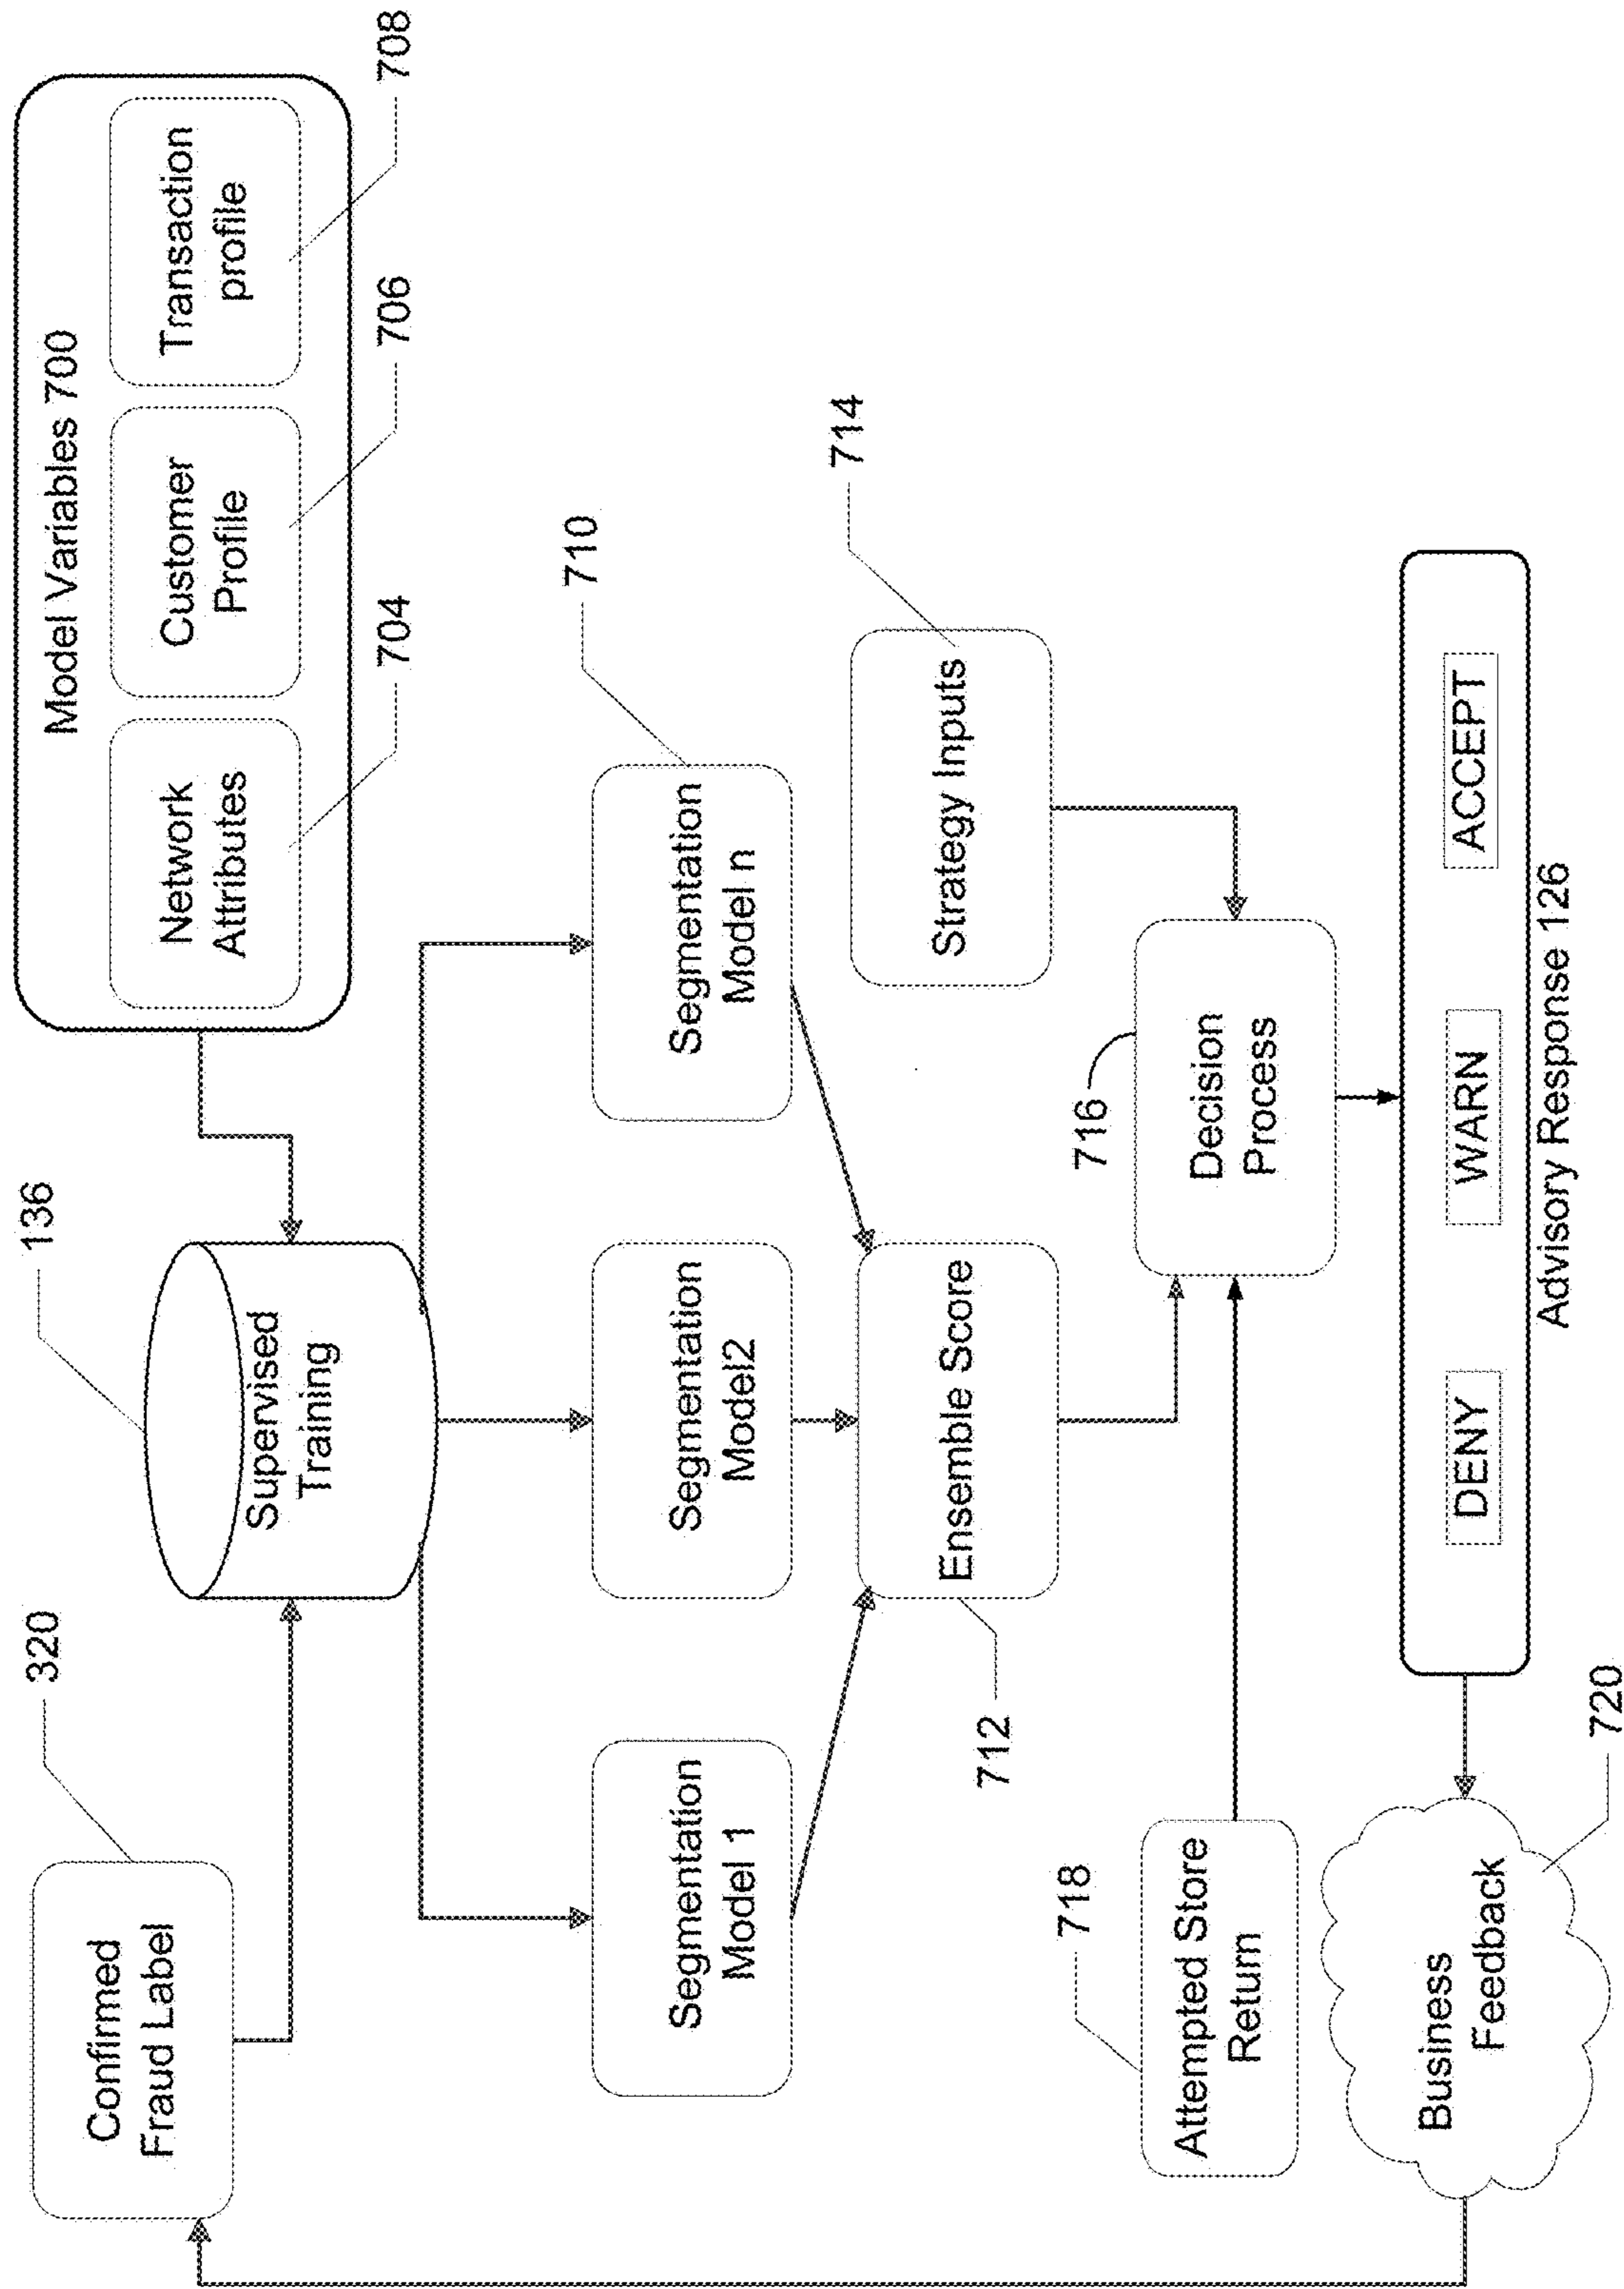 320
Confirmed
Fraud Label
136
Supervised
Training
Model Variables 700
Network
Attributes
Customer
Profile
Transaction
profile
704
706
708
Segmentation
Model 1
Segmentation
Model2
Segmentation
Model n
710
Ensemble Score
712
Strategy Inputs
714
718
Attempted Store
Return
716
Decision
Process
DENY
WARN
ACCEPT
Advisory Response 126
Business
Feedback
720